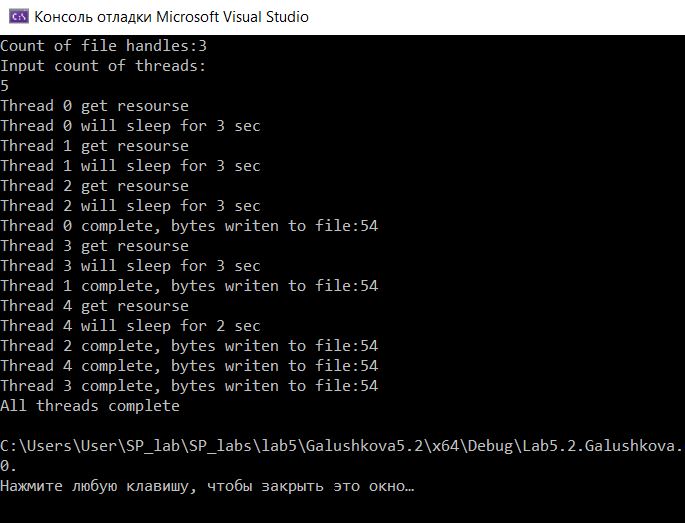 C:\ Консоль отладки Microsoft Visual Studio
Count of file handles:3
Input count of threads:
5
Thread 0 get resourse
Thread 0 will sleep for 3 sec
Thread 1 get resourse
Thread 1 will sleep for 3 sec
Thread 2 get resourse
Thread 2 will sleep for 3 sec
Thread 0 complete, bytes writen to file:54
Thread 3 get resourse
Thread 3 will sleep for 3 sec
Thread 1 complete, bytes writen to file:54
Thread 4 get resourse
Thread 4 will sleep for 2 sec
Thread 2 complete, bytes writen to file:54
Thread 4 complete, bytes writen to file:54
Thread 3 complete, bytes writen to file:54
All threads complete
C:\Users\User\SP_lab\SP_labs\lab5\Galushkova5.2\x64\Debug\Lab5.2.Galushkova.
0.
Нажмите любую клавишу, чтобы закрыть это окно…